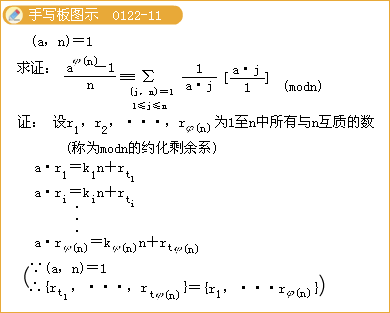 手写板图示 0122-11
(a, n)=1
求证: (a^φ(n)-1)/n ≡ ∑ 1/(a·j) [a·j/1] (modn)
(j, n)=1
1≤j≤n
证: 设r₁, r₂, ···, r_φ(n)为1至n中所有与n互质的数
(称为modn的约化剩余系)
a·r₁=k₁n+r_t₁
a·rᵢ=kᵢn+r_tᵢ
·
·
·
a·r_φ(n)=k_φ(n)n+r_tφ(n)
(∵(a, n)=1
∴{r_t₁, ···, r_tφ(n)}={r₁, ···r_φ(n)})